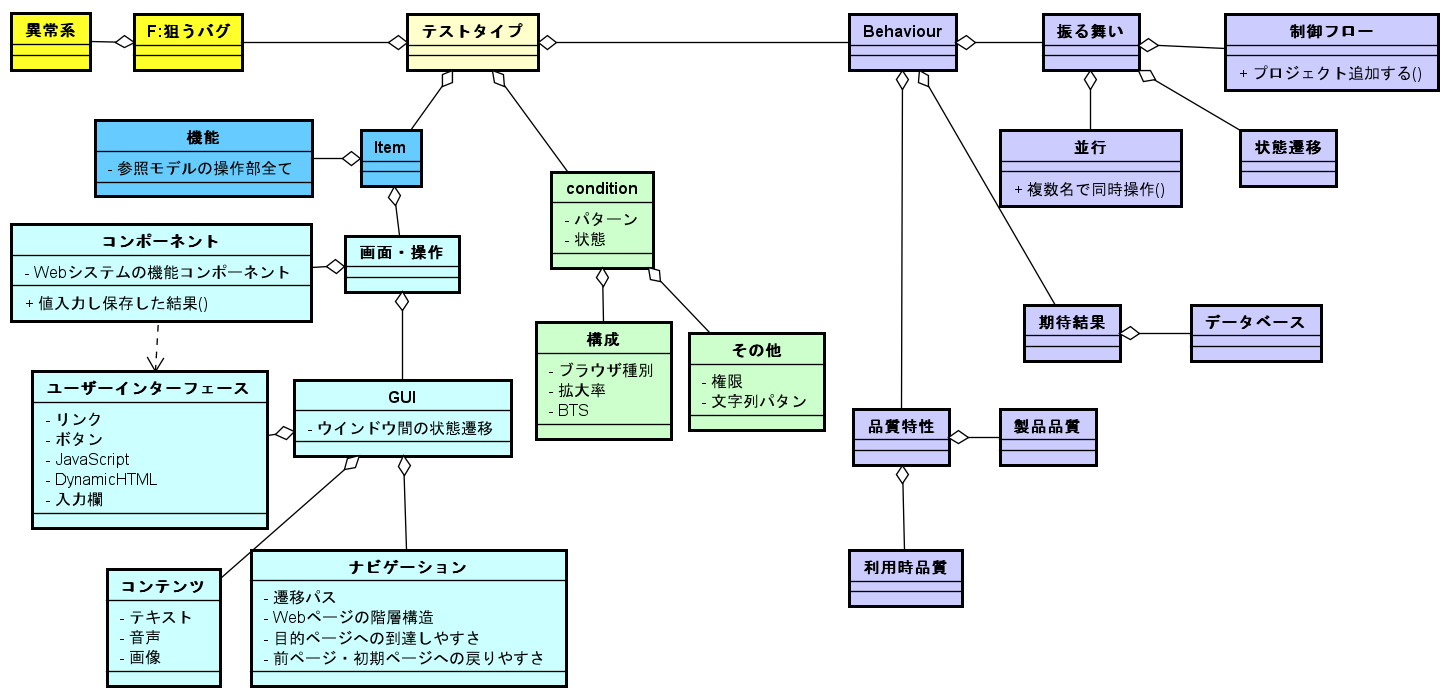 異常系
F:狙うバグ
テストタイプ
Behaviour
振る舞い
制御フロー
+ プロジェクト追加する()
機能
- 参照モデルの操作部全て
Item
condition
- パターン
- 状態
並行
+ 複数名で同時操作()
状態遷移
コンポーネント
- Webシステムの機能コンポーネント
+ 値入力し保存した結果()
画面・操作
構成
- ブラウザ種別
- 拡大率
- BTS
その他
- 権限
- 文字列パタン
期待結果
データベース
ユーザーインターフェース
- リンク
- ボタン
- JavaScript
- DynamicHTML
- 入力欄
GUI
- ウインドウ間の状態遷移
品質特性
製品品質
コンテンツ
- テキスト
- 音声
- 画像
ナビゲーション
- 遷移パス
- Webページの階層構造
- 目的ページへの到達しやすさ
- 前ページ・初期ページへの戻りやすさ
利用時品質